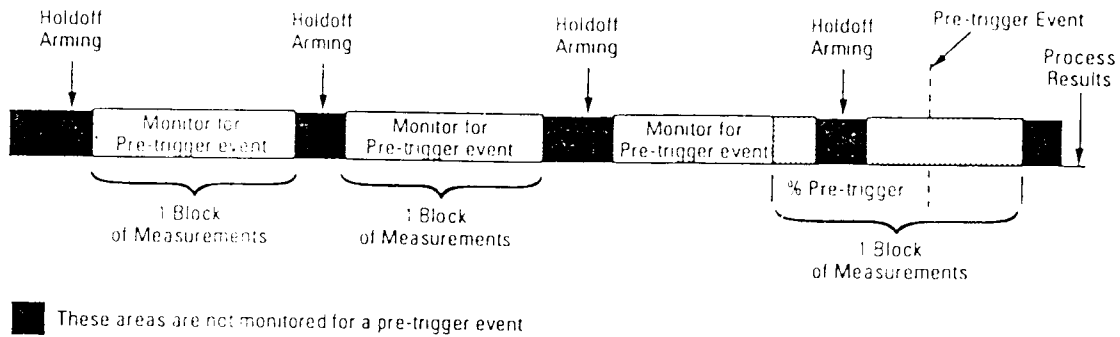 Holdoff
Arming
Holdoff
Arming
Holdoff
Arming
Holdoff
Arming
Pre-trigger Event
Process
Results
Monitor for
Pre-trigger event
Monitor for
Pre-trigger event
Monitor for
Pre-trigger event
% Pre-trigger
1 Block
of Measurements
1 Block
of Measurements
1 Block
of Measurements
These areas are not monitored for a pre-trigger event